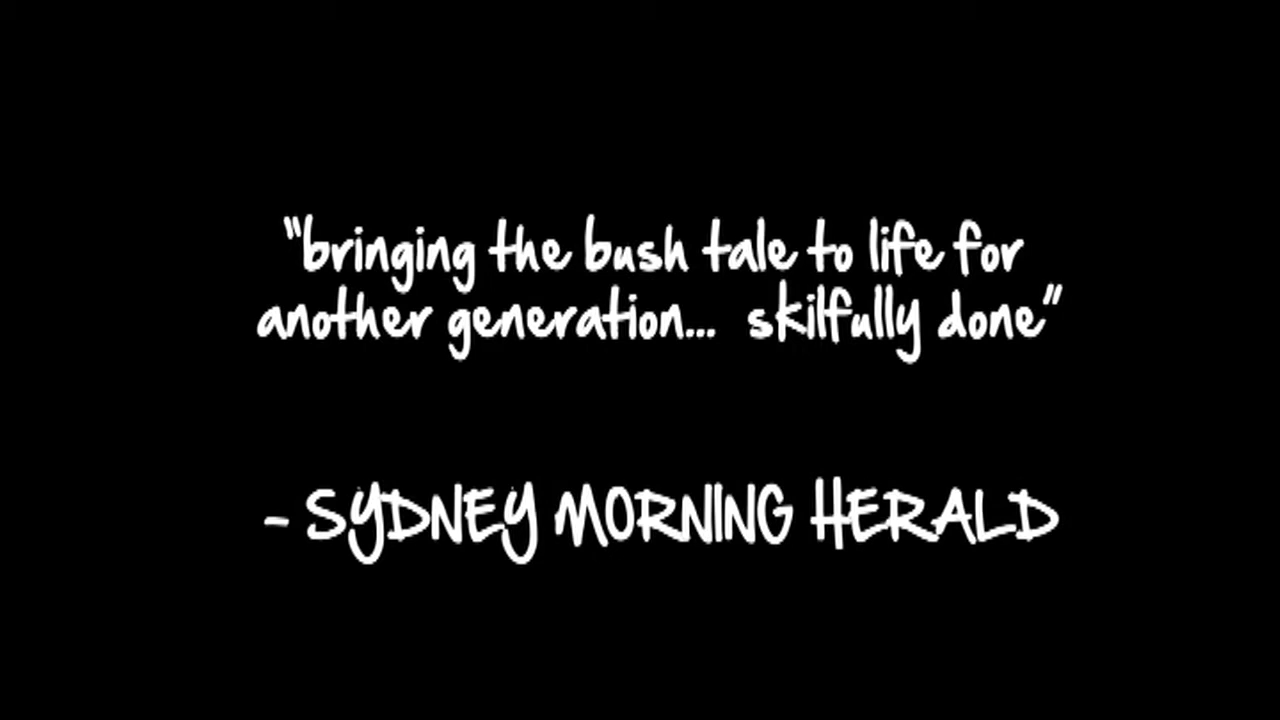 "bringing the bush tale to life for
another generation... skilfully done"
- SYDNEY MORNING HERALD